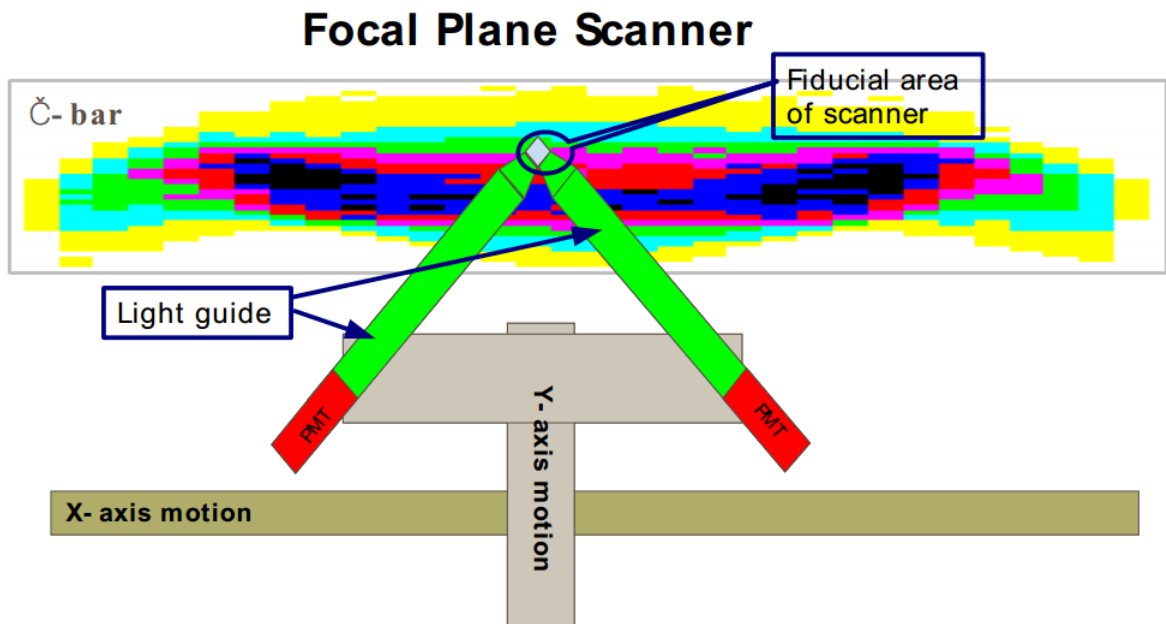 Focal Plane Scanner
Č- bar
Fiducial area
of scanner
Light guide
PMT
PMT
Y- axis motion
X- axis motion